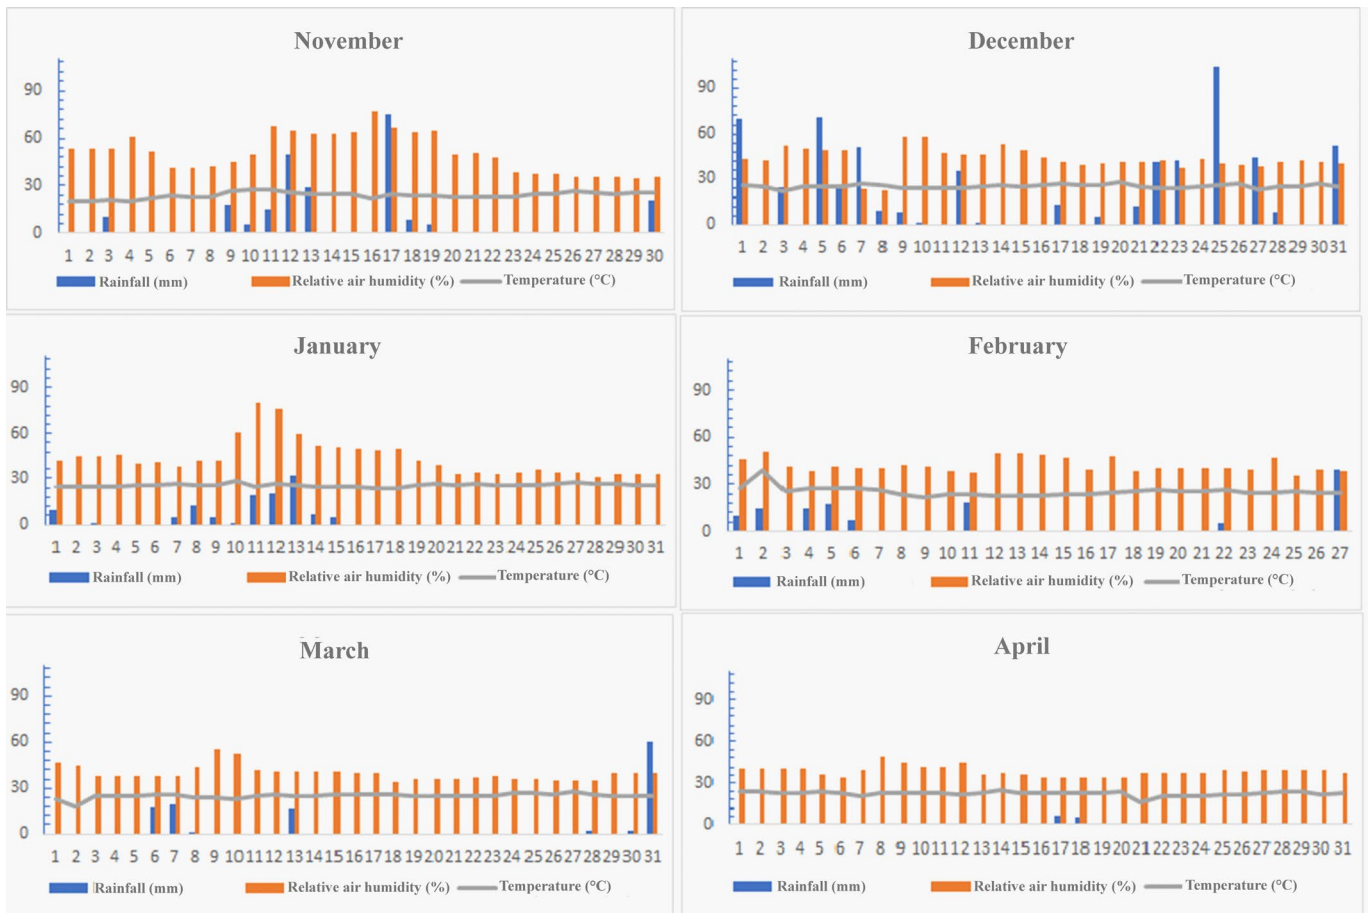 November
90
60
30
0
1 2 3 4 5 6 7 8 9 10 11 12 13 14 15 16 17 18 19 20 21 22 23 24 25 26 27 28 29 30
Rainfall (mm) Relative air humidity (%) Temperature (°C)
December
90
60
30
0
1 2 3 4 5 6 7 8 9 10 11 12 13 14 15 16 17 18 19 20 21 22 23 24 25 26 27 28 29 30 31
Rainfall (mm) Relative air humidity (%) Temperature (°C)
January
90
60
30
0
1 2 3 4 5 6 7 8 9 10 11 12 13 14 15 16 17 18 19 20 21 22 23 24 25 26 27 28 29 30 31
Rainfall (mm) Relative air humidity (%) Temperature (°C)
February
90
60
30
0
1 2 3 4 5 6 7 8 9 10 11 12 13 14 15 16 17 18 19 20 21 22 23 24 25 26 27
Rainfall (mm) Relative air humidity (%) Temperature (°C)
March
90
60
30
0
1 2 3 4 5 6 7 8 9 10 11 12 13 14 15 16 17 18 19 20 21 22 23 24 25 26 27 28 29 30 31
Rainfall (mm) Relative air humidity (%) Temperature (°C)
April
90
60
30
0
1 2 3 4 5 6 7 8 9 10 11 12 13 14 15 16 17 18 19 20 21 22 23 24 25 26 27 28 29 30 31
Rainfall (mm) Relative air humidity (%) Temperature (°C)